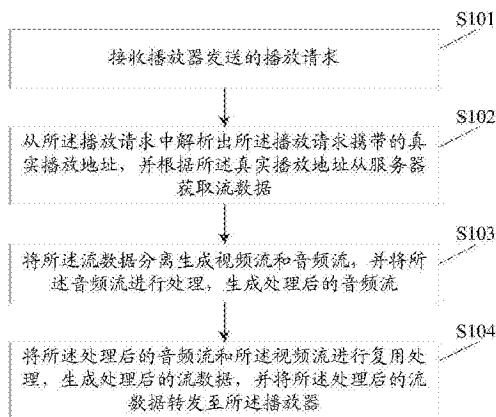 S101
接收播放器发送的播放请求
S102
从所述播放请求中解析出所述播放请求携带的真
实播放地址，并根据所述真实播放地址从服务器
获取流数据
S103
将所述流数据分离生成视频流和音频流，并将所
述音频流进行处理，生成处理后的音频流
S104
将所述处理后的音频流和所述视频流进行复用处
理，生成处理后的流数据，并将所述处理后的流
数据转发至所述播放器